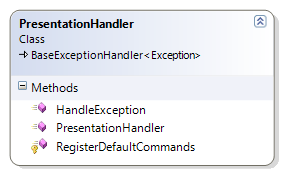 PresentationHandler
Class
BaseExceptionHandler<Exception>
Methods
HandleException
PresentationHandler
RegisterDefaultCommands